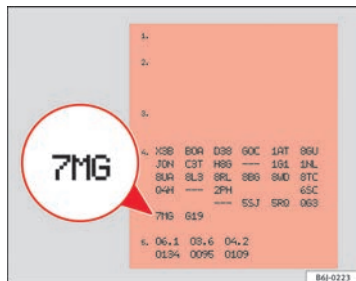 1.
2.
3.
4. X3B B0A D38 G0C 1AT 8GU
J0N C3T H8G --- 1G1 1NL
8UA 8L3 8RL 8B6 8WD 8TC
04H --- 2PH 6SC
--- 5SJ 5R0 0G3
7MG G19
5. 06.1 03.6 04.2
0134 0095 0109
7MG
B6J-0223